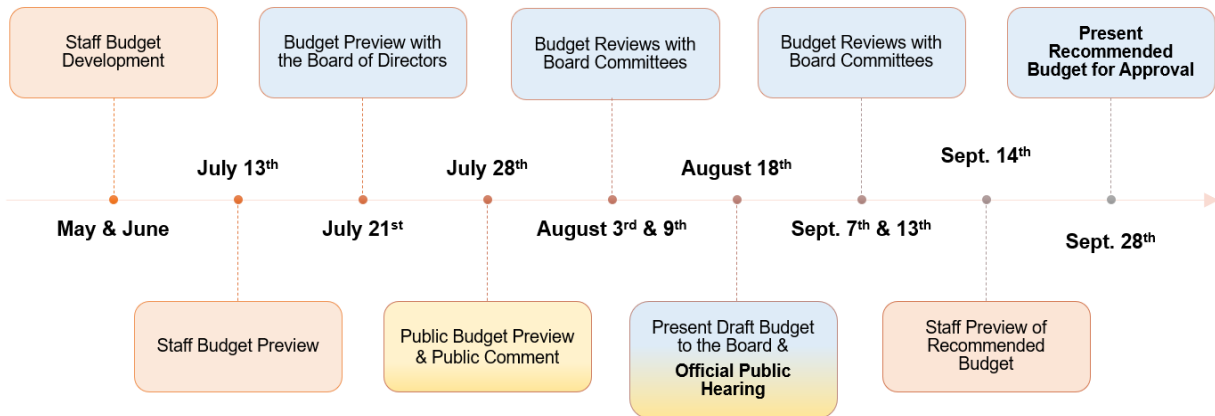 Staff Budget
Development
Budget Preview with
the Board of Directors
Budget Reviews with
Board Committees
Budget Reviews with
Board Committees
Present
Recommended
Budget for Approval
July 13th
July 28th
August 18th
Sept. 14th
May & June
July 21st
August 3rd & 9th
Sept. 7th & 13th
Sept. 28th
Staff Budget Preview
Public Budget Preview
& Public Comment
Present Draft Budget
to the Board &
Official Public
Hearing
Staff Preview of
Recommended
Budget